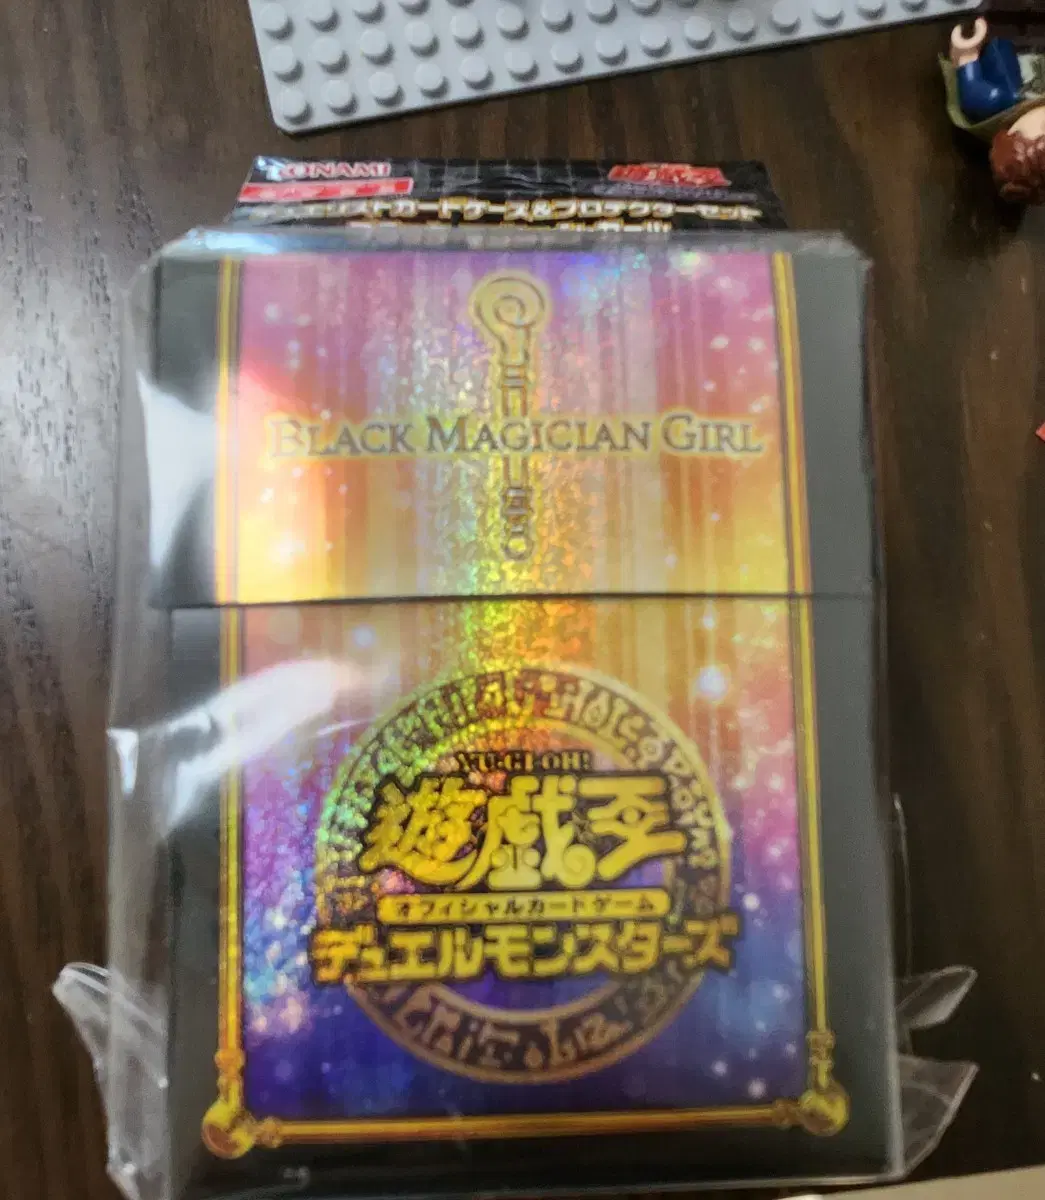 KONAMI
デュエリストカードケース&プロテクターセット
BLACK MAGICIAN GIRL
YU-GI-OH!
遊戯王
オフィシャルカードゲーム
デュエルモンスターズ